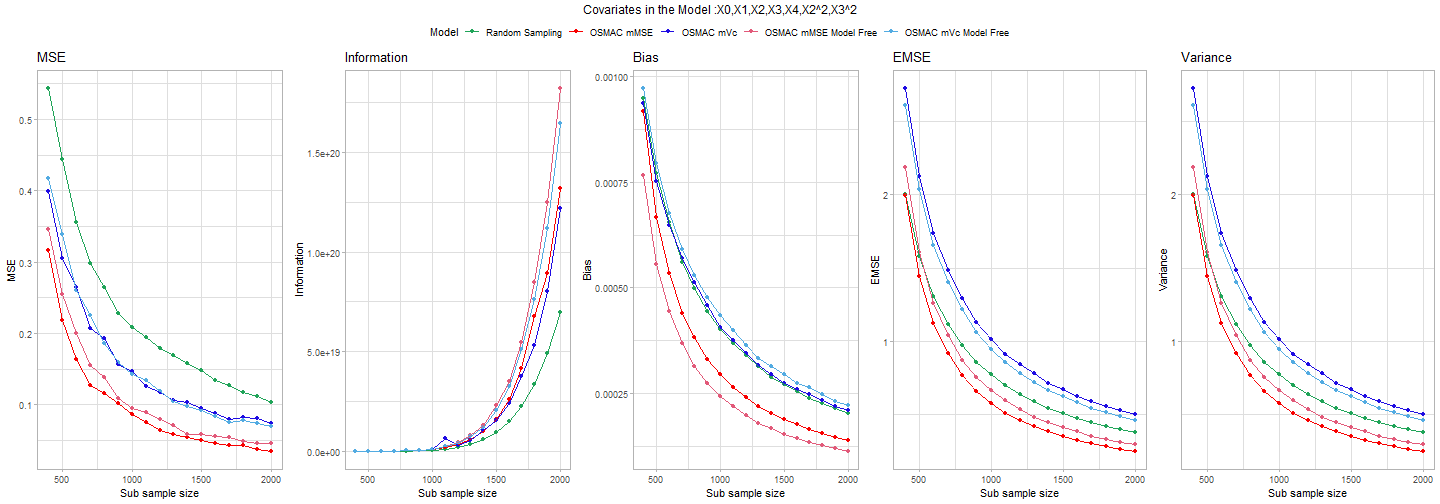 Covariates in the Model :X0,X1,X2,X3,X4,X2^2,X3^2
Model Random Sampling OSMAC mMSE OSMAC mVc OSMAC mMSE Model Free OSMAC mVc Model Free
MSE
MSE
0.5
0.4
0.3
0.2
0.1
500 1000 1500 2000
Sub sample size
Information
Information
1.5e+20
1.0e+20
5.0e+19
0.0e+00
500 1000 1500 2000
Sub sample size
Bias
Bias
0.00100
0.00075
0.00050
0.00025
500 1000 1500 2000
Sub sample size
EMSE
EMSE
2
1
500 1000 1500 2000
Sub sample size
Variance
Variance
2
1
500 1000 1500 2000
Sub sample size